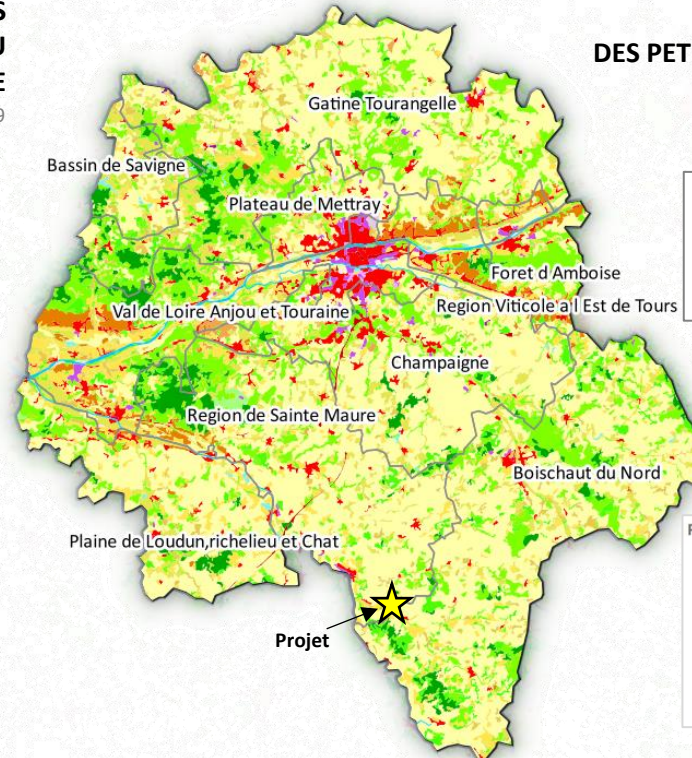 S
U
E
9
DES PET
Gatine Tourangelle
Bassin de Savigne
Plateau de Mettray
Foret d Amboise
Val de Loire Anjou et Touraine
Region Viticole a l Est de Tours
Champaigne
Region de Sainte Maure
Boischaut du Nord
Plaine de Loudun,richelieu et Chat
Projet